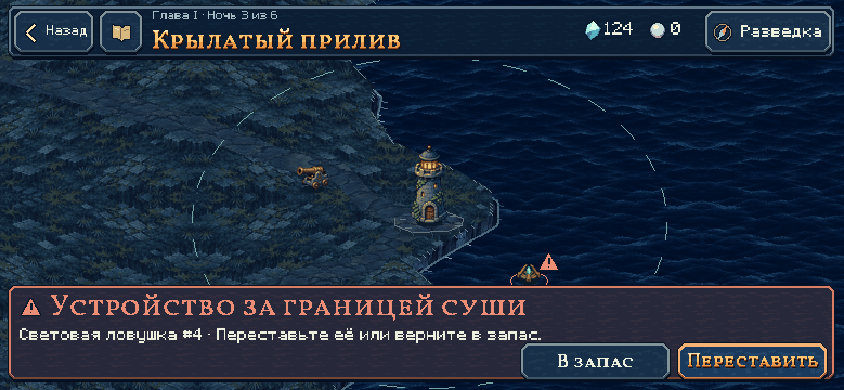 Назад
Глава I · Ночь 3 из 6
Крылатый прилив
124
0
Разведка
Устройство за границей суши
Световая ловушка #4 · Переставьте её или верните в запас.
В запас
Переставить